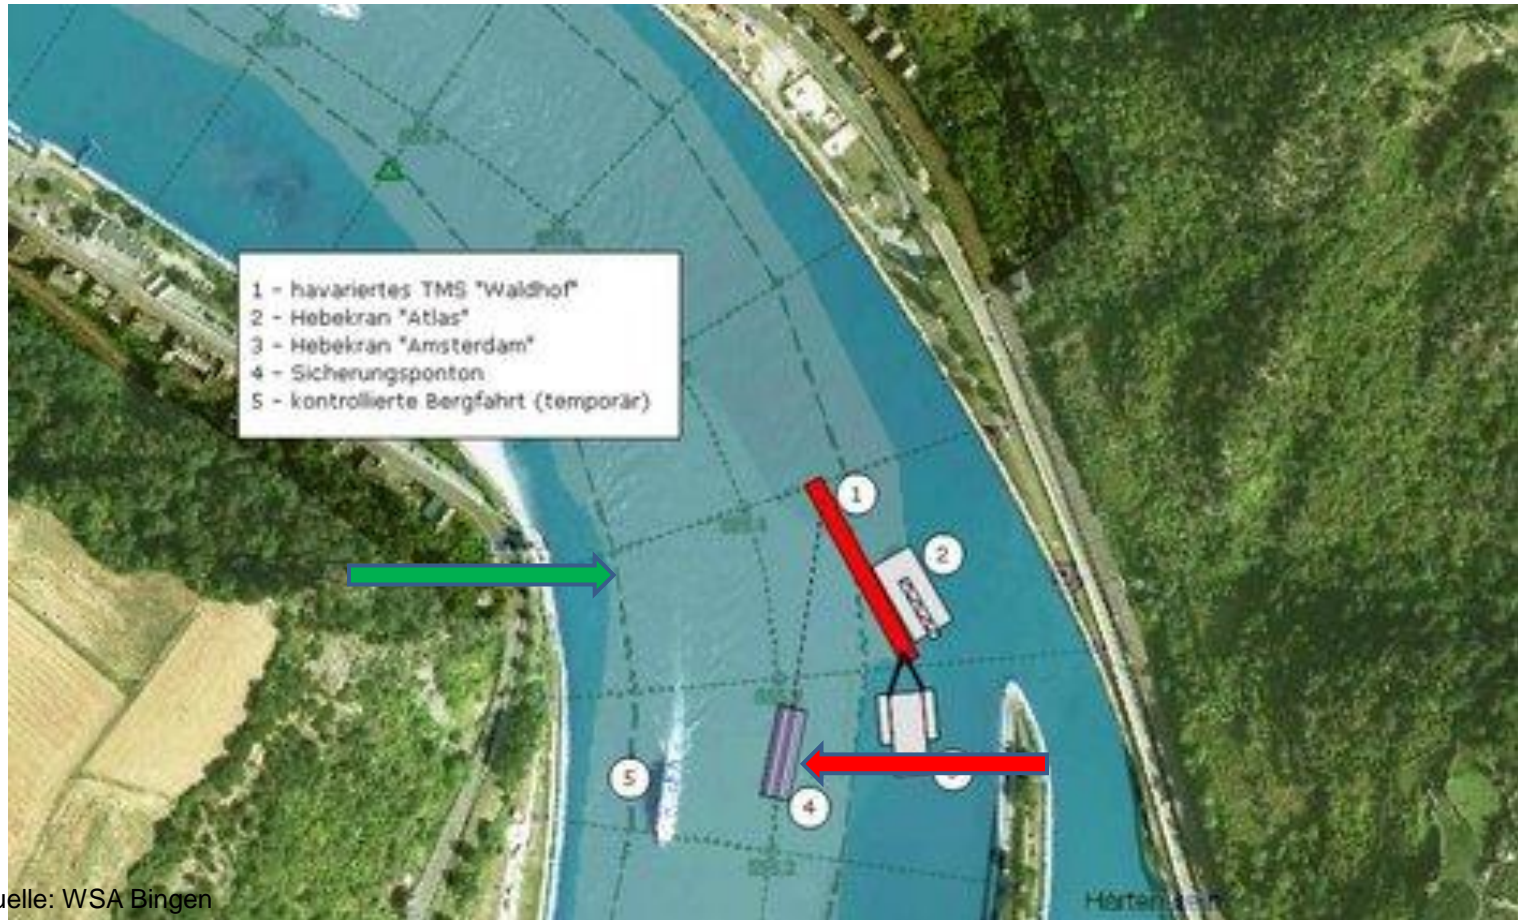 1 - havariertes TMS "Waldhof"
2 - Hebekran "Atlas"
3 - Hebekran "Amsterdam"
4 - Sicherungsponton
5 - kontrollierte Bergfahrt (temporär)
1
2
5
4
uelle: WSA Bingen